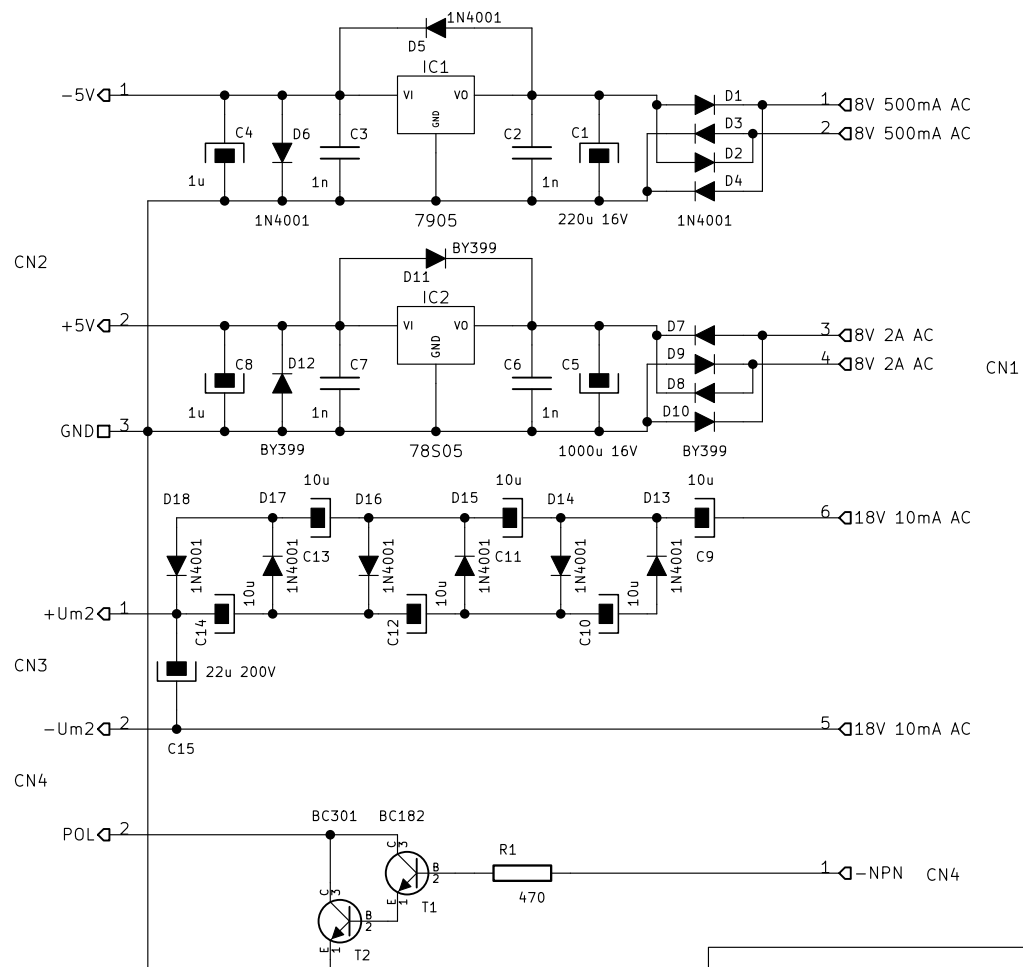 1N4001
D5
IC1
-5V 1
VI VO
GND
D1 1 8V 500mA AC
C4 D6 C3 C2 C1 D3 2 8V 500mA AC
D2
1u 1n 1n D4
1N4001 7905 220u 16V 1N4001
CN2
BY399
D11
IC2
+5V 2
VI VO
GND
D7 3 8V 2A AC
C8 D12 C7 C6 C5 D9 4 8V 2A AC
CN1
D8
1u 1n 1n D10
GND 3
BY399 78S05 1000u 16V BY399
10u 10u 10u
D18 D17 D16 D15 D14 D13
6 18V 10mA AC
C13 C11 C9
1N4001 1N4001 1N4001 1N4001 1N4001 1N4001
10u 10u 10u
+Um2 1
C14 C12 C10
CN3
22u 200V
-Um2 2 5 18V 10mA AC
C15
CN4
BC301 BC182
POL 2
C 3
R1
B 2
1 -NPN CN4
470
E 1
T1
C 3
B 2
E 1
T2